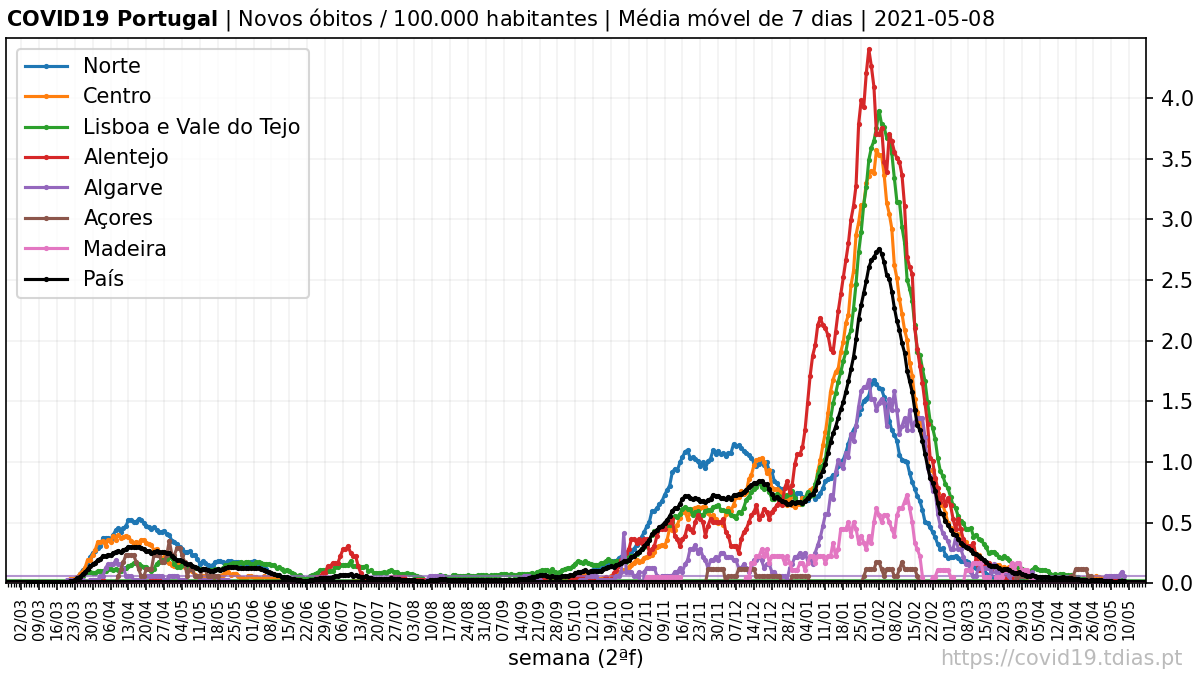 COVID19 Portugal | Novos óbitos / 100.000 habitantes | Média móvel de 7 dias | 2021-05-08
Norte
Centro
Lisboa e Vale do Tejo
Alentejo
Algarve
Açores
Madeira
País
4.0
3.5
3.0
2.5
2.0
1.5
1.0
0.5
0.0
02/03 09/03 16/03 23/03 30/03 06/04 13/04 20/04 27/04 04/05 11/05 18/05 25/05 01/06 08/06 15/06 22/06 29/06 06/07 13/07 20/07 27/07 03/08 10/08 17/08 24/08 31/08 07/09 14/09 21/09 28/09 05/10 12/10 19/10 26/10 02/11 09/11 16/11 23/11 30/11 07/12 14/12 21/12 28/12 04/01 11/01 18/01 25/01 01/02 08/02 15/02 22/02 01/03 08/03 15/03 22/03 29/03 05/04 12/04 19/04 26/04 03/05 10/05
semana (2ªf)
https://covid19.tdias.pt